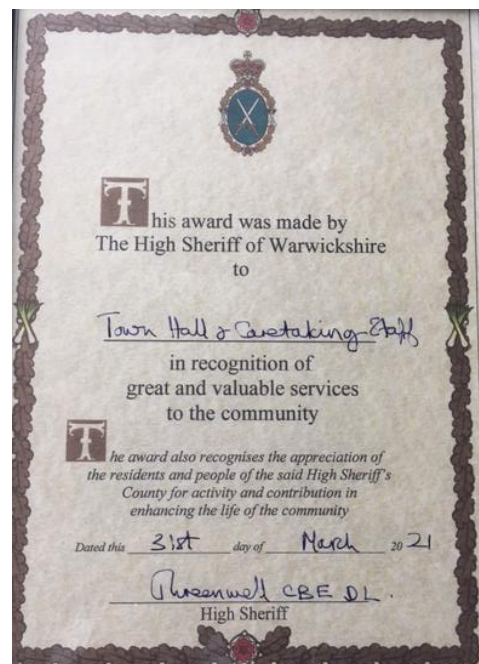 This award was made by
The High Sheriff of Warwickshire
to
Town Hall & Caretaking Staff
in recognition of
great and valuable services
to the community
The award also recognises the appreciation of
the residents and people of the said High Sheriff's
County for activity and contribution in
enhancing the life of the community
Dated this 31st day of March 2021
CBE DL.
High Sheriff